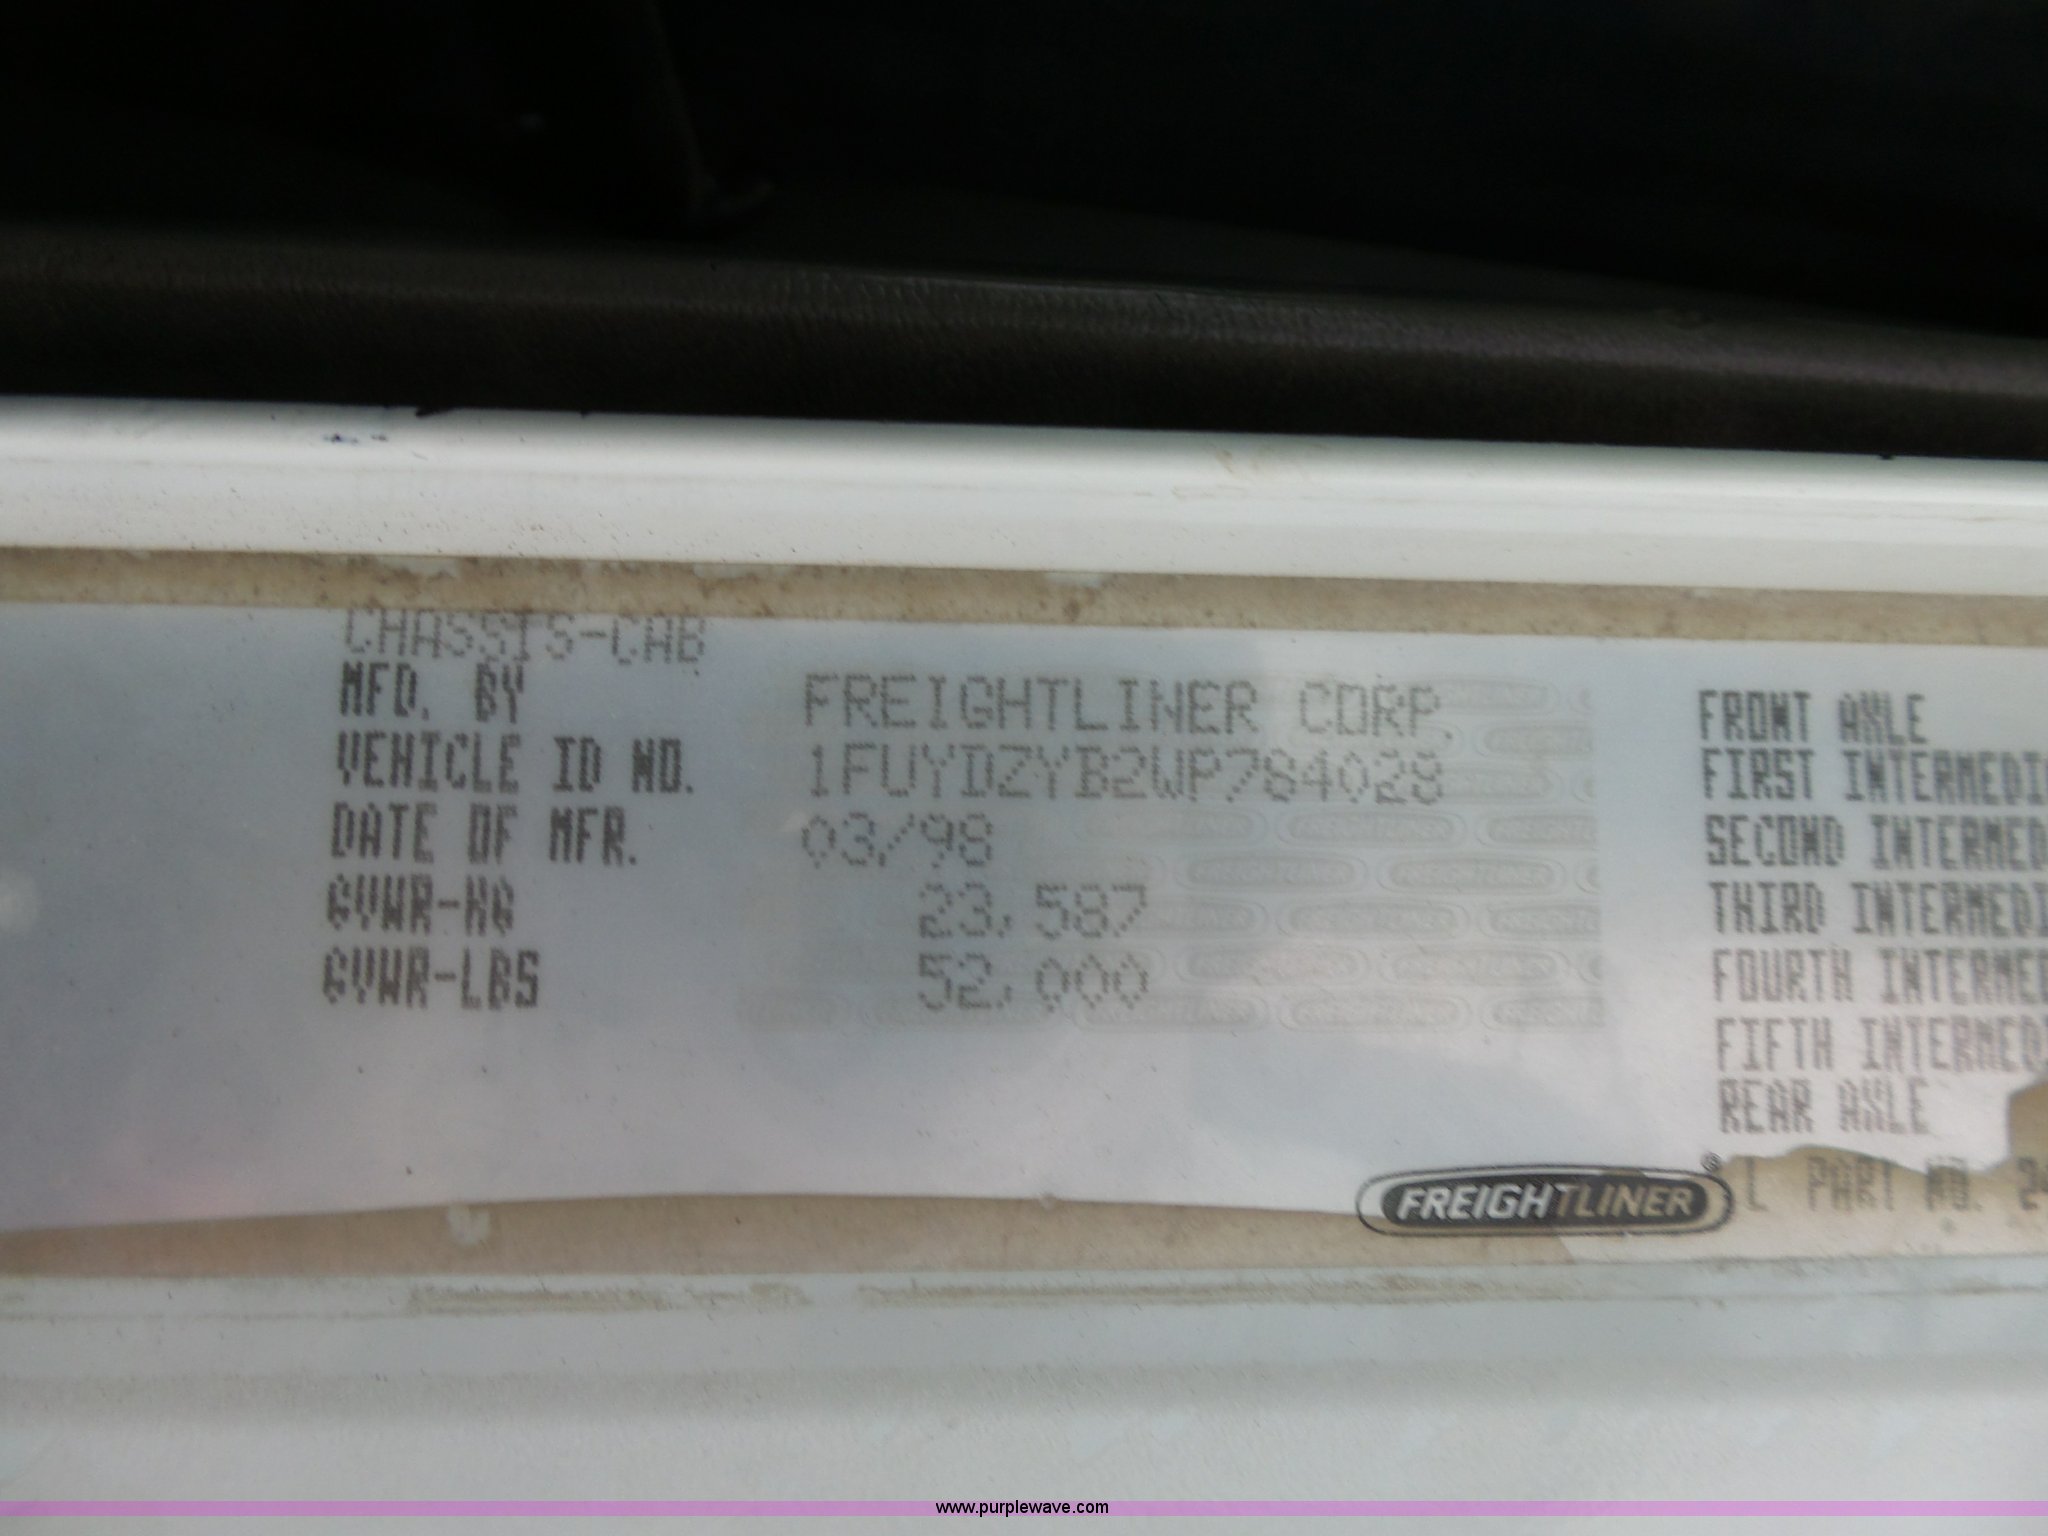 CHASSIS-CAB
MFD. BY FREIGHTLINER CORP.
VEHICLE ID NO. 1FUYDZYB2WP784028
DATE OF MFR. 03/98
GVWR-KG 23,587
GVWR-LBS 52,000
FRONT AXLE
FIRST INTERMEDI
SECOND INTERMED
THIRD INTERMEDI
FOURTH INTERMED
FIFTH INTERMEDI
REAR AXLE
FREIGHTLINER® L PART NO. 24
www.purplewave.com